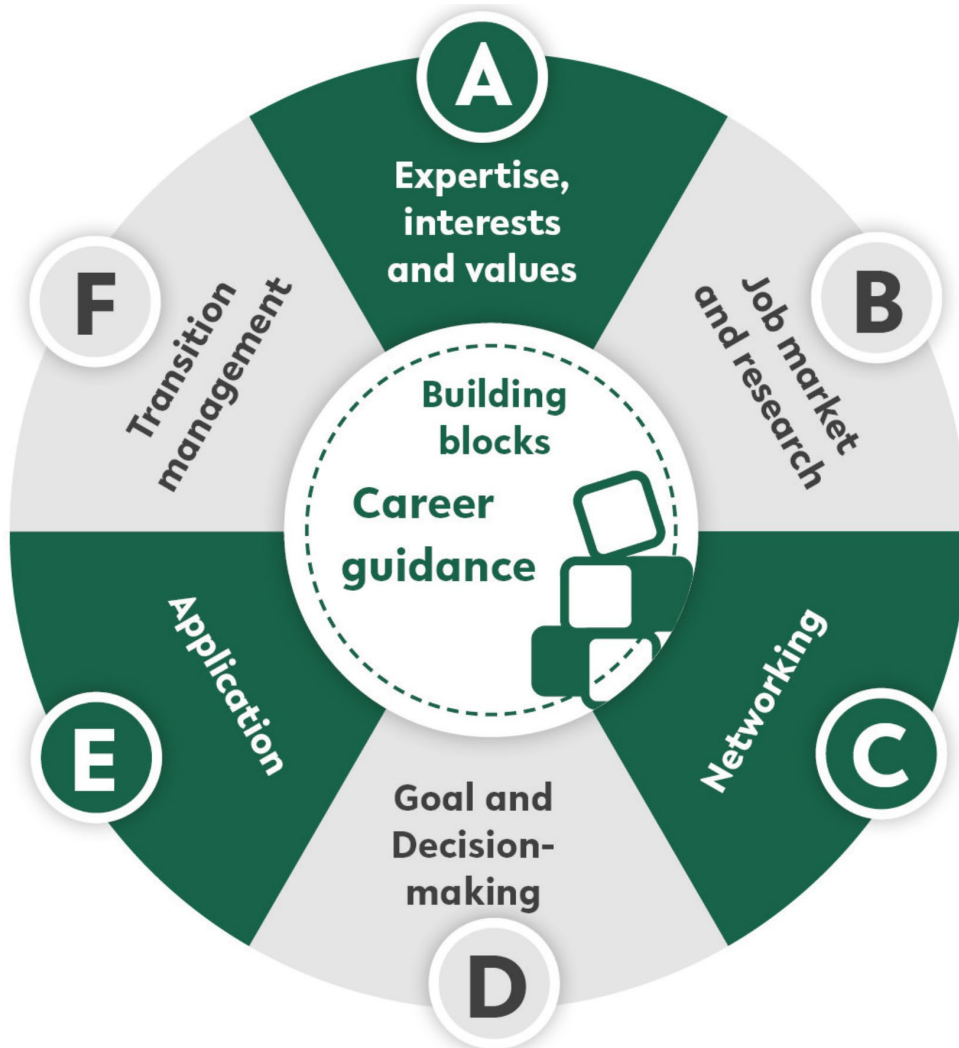 A
Expertise,
interests
and values
B
Job market
and research
C
Networking
D
Goal and
Decision-
making
E
Application
F
Transition
management
Building
blocks
Career
guidance